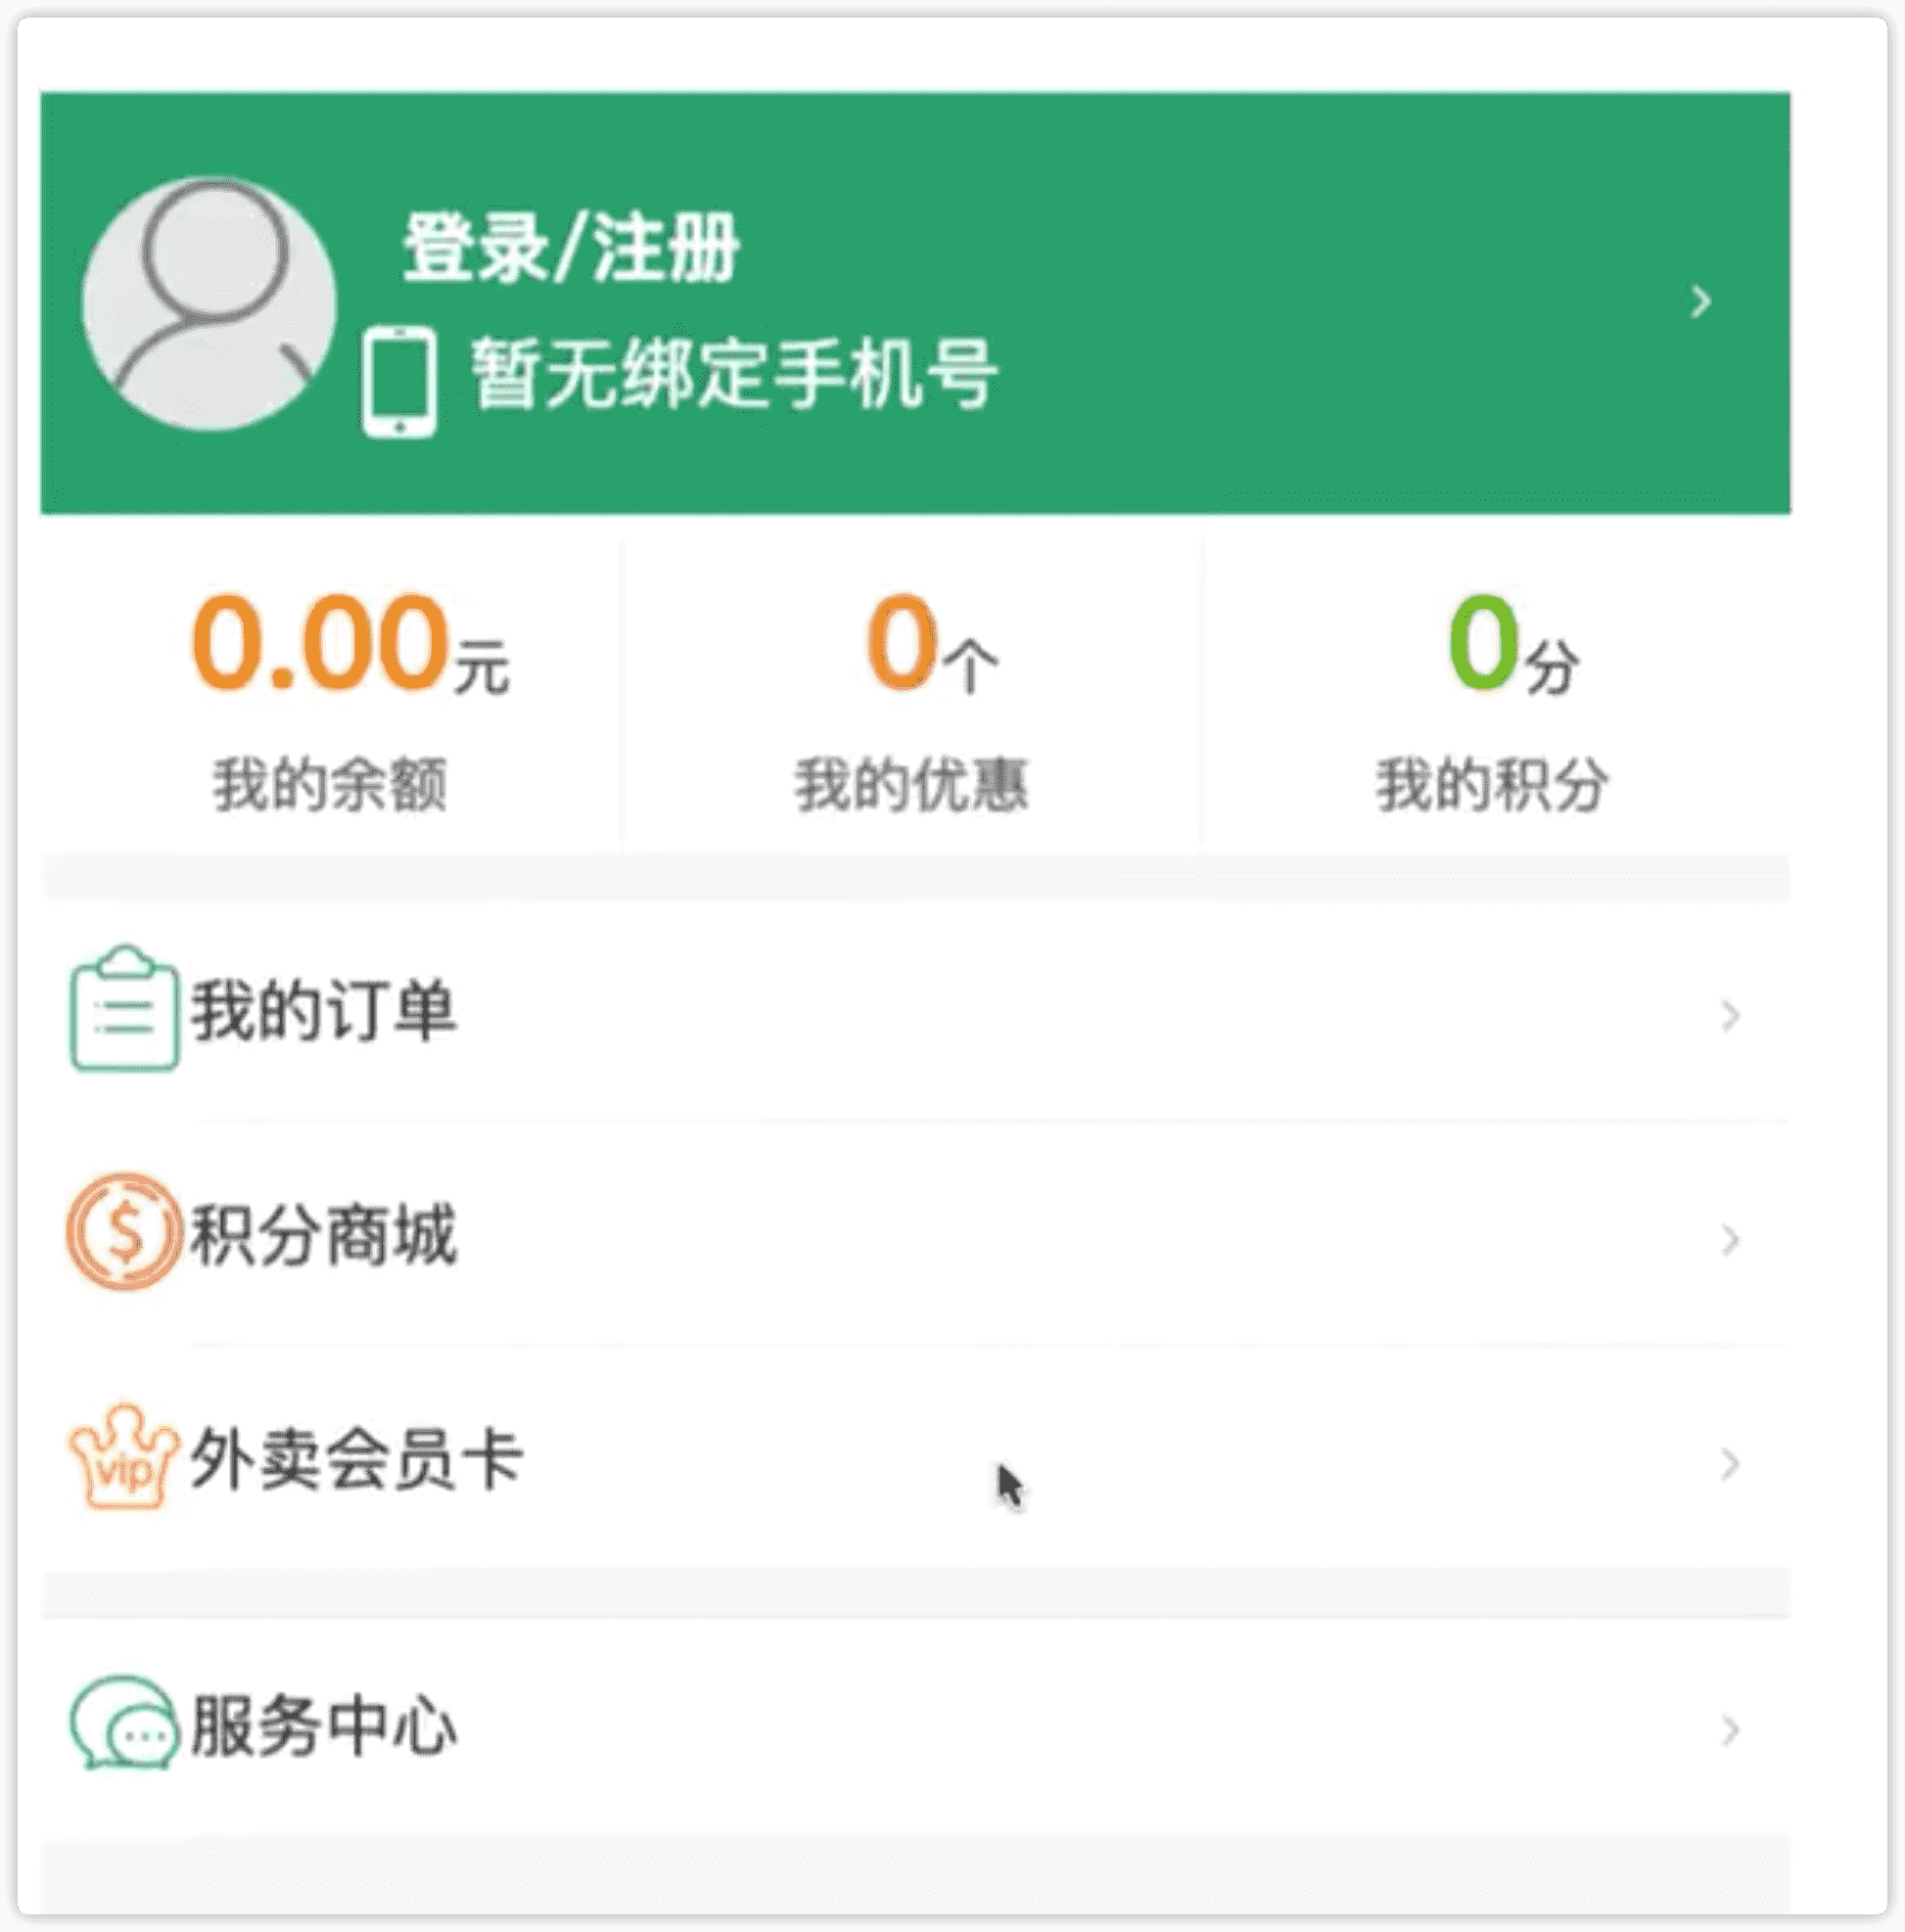 登录/注册
暂无绑定手机号
0.00元
0个
0分
我的余额
我的优惠
我的积分
我的订单
$
积分商城
vip
外卖会员卡
服务中心